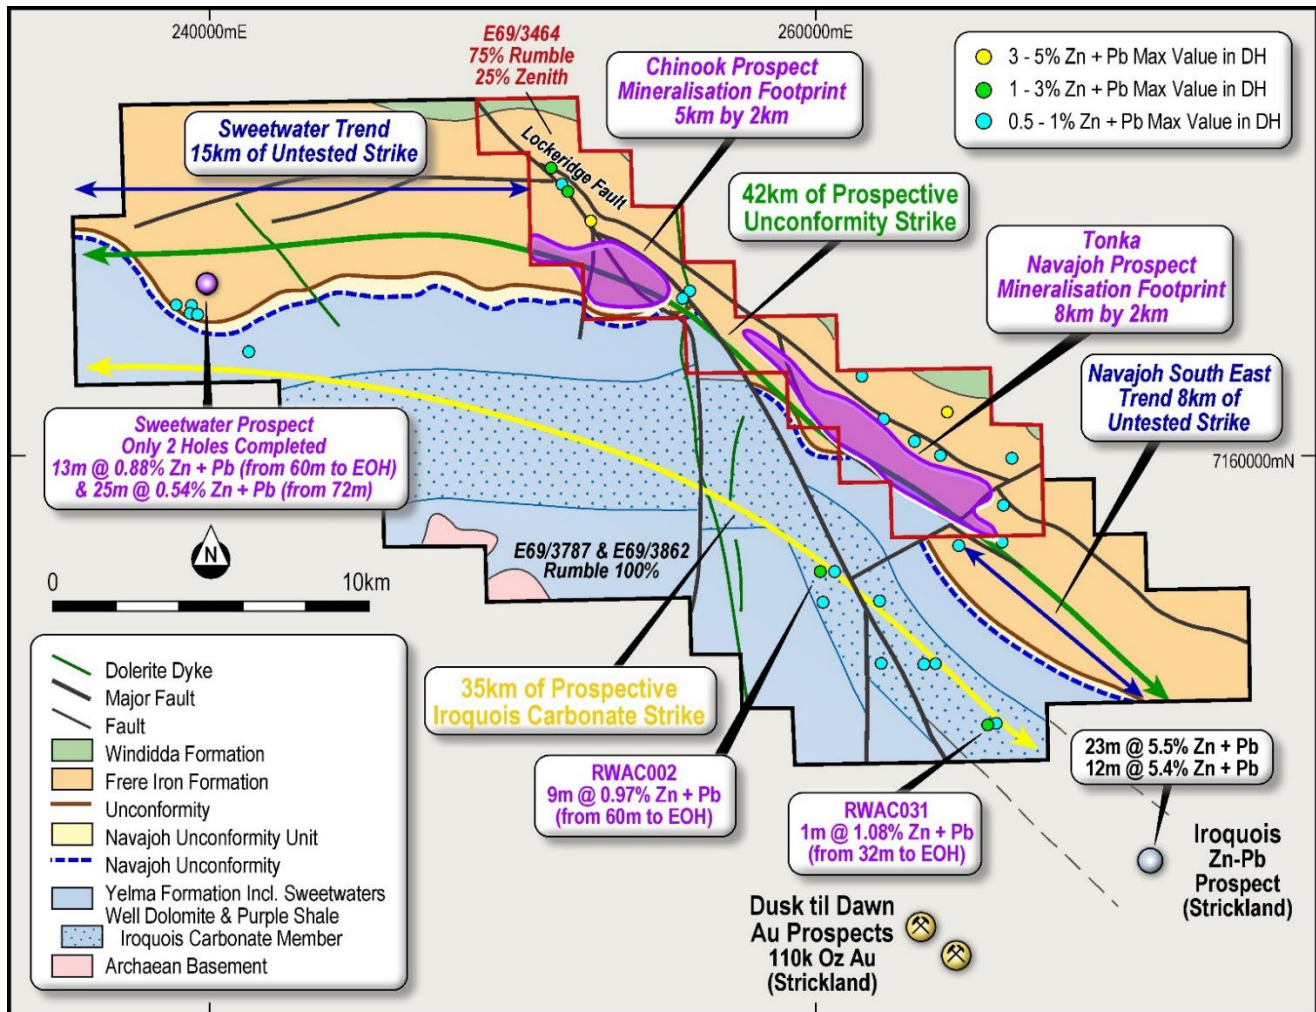 240000mE
260000mE
E69/3464
75% Rumble
25% Zenith
Chinook Prospect
Mineralisation Footprint
5km by 2km
3 - 5% Zn + Pb Max Value in DH
1 - 3% Zn + Pb Max Value in DH
0.5 - 1% Zn + Pb Max Value in DH
Sweetwater Trend
15km of Untested Strike
Lockeridge Fault
42km of Prospective
Unconformity Strike
Tonka
Navajoh Prospect
Mineralisation Footprint
8km by 2km
Navajoh South East
Trend 8km of
Untested Strike
Sweetwater Prospect
Only 2 Holes Completed
13m @ 0.88% Zn + Pb (from 60m to EOH)
& 25m @ 0.54% Zn + Pb (from 72m)
7160000mN
N
0 10km
E69/3787 & E69/3862
Rumble 100%
35km of Prospective
Iroquois Carbonate Strike
RWAC002
9m @ 0.97% Zn + Pb
(from 60m to EOH)
RWAC031
1m @ 1.08% Zn + Pb
(from 32m to EOH)
23m @ 5.5% Zn + Pb
12m @ 5.4% Zn + Pb
Iroquois
Zn-Pb
Prospect
(Strickland)
Dusk til Dawn
Au Prospects
110k Oz Au
(Strickland)
Dolerite Dyke
Major Fault
Fault
Windidda Formation
Frere Iron Formation
Unconformity
Navajoh Unconformity Unit
Navajoh Unconformity
Yelma Formation Incl. Sweetwaters
Well Dolomite & Purple Shale
Iroquois Carbonate Member
Archaean Basement